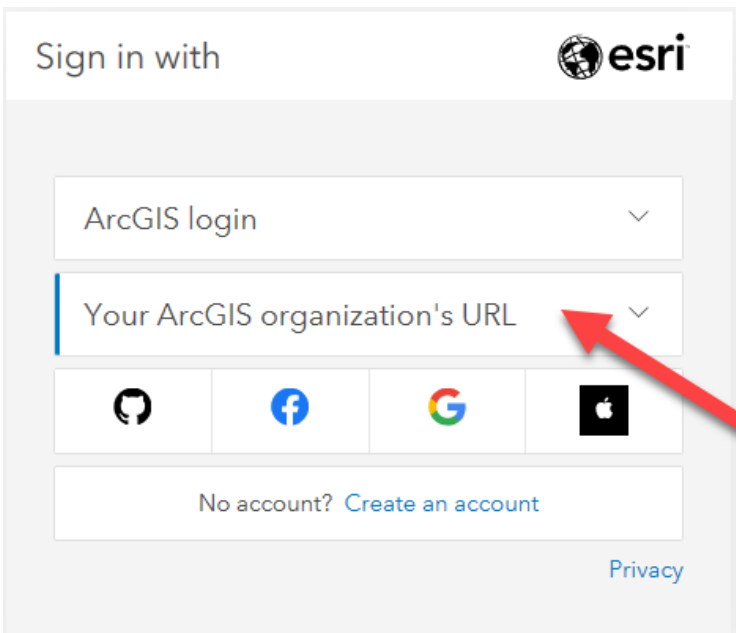 Sign in with
esri
ArcGIS login
Your ArcGIS organization's URL
No account? Create an account
Privacy